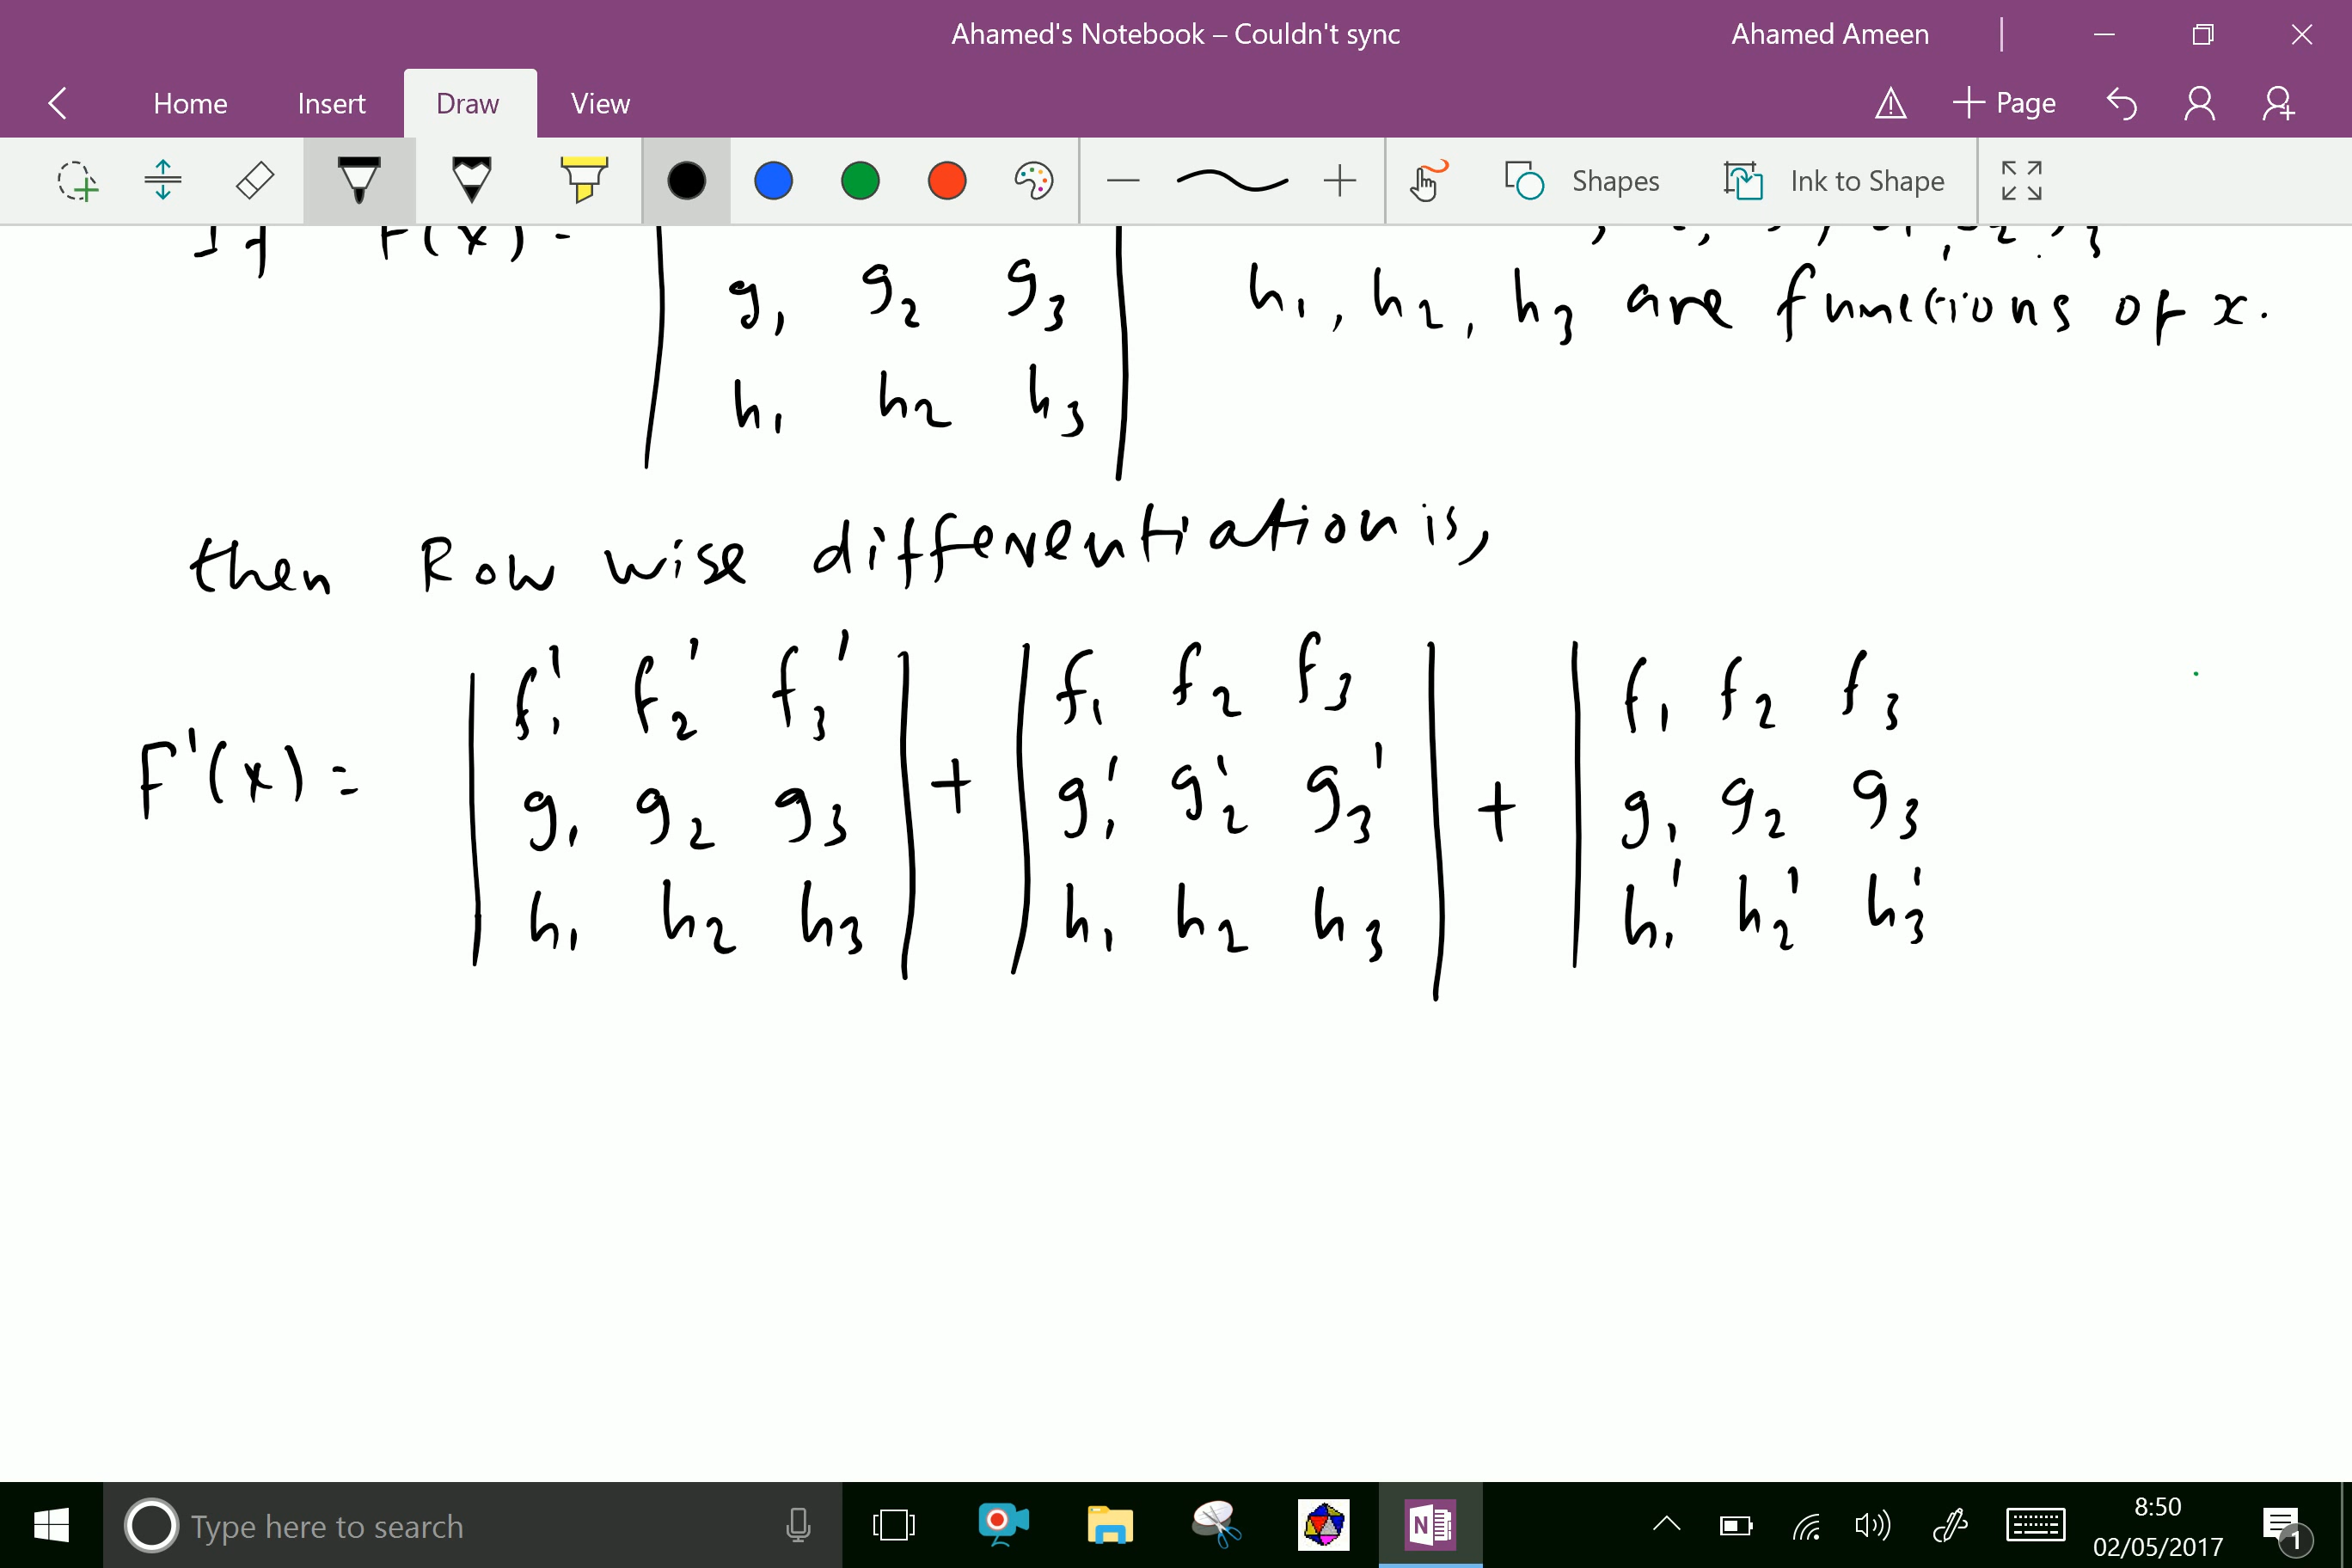 Ahamed's Notebook – Couldn't sync Ahamed Ameen
Home Insert Draw View + Page
Shapes Ink to Shape
If F(x) =
g₁ g₂ g₃ h₁, h₂, h₃ are functions of x.
h₁ h₂ h₃
then Row wise differentiation is,
f₁' f₂' f₃' f₁ f₂ f₃ f₁ f₂ f₃
F'(x) = g₁ g₂ g₃ + g₁' g₂' g₃' + g₁ g₂ g₃
h₁ h₂ h₃ h₁ h₂ h₃ h₁' h₂' h₃'
Type here to search N 8:50
02/05/2017 1